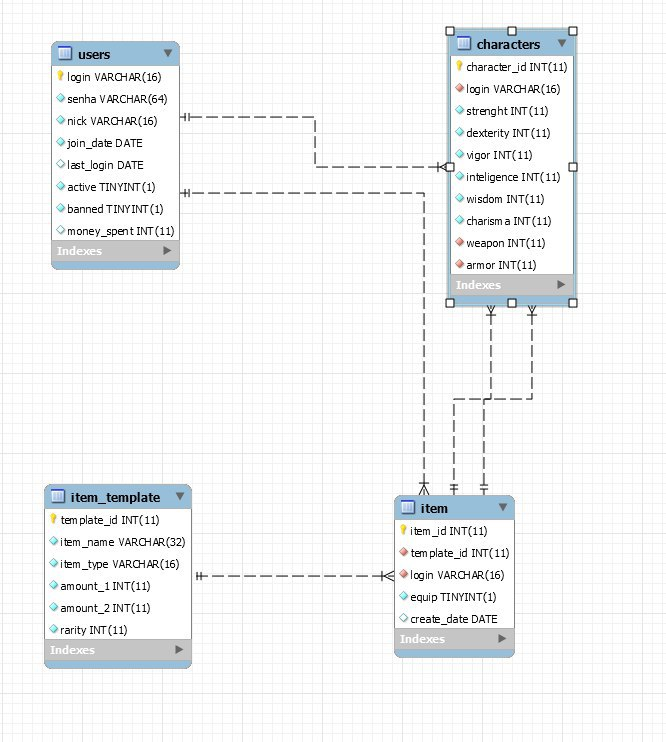 users
login VARCHAR(16)
senha VARCHAR(64)
nick VARCHAR(16)
join_date DATE
last_login DATE
active TINYINT(1)
banned TINYINT(1)
money_spent INT(11)
Indexes
characters
character_id INT(11)
login VARCHAR(16)
strenght INT(11)
dexterity INT(11)
vigor INT(11)
inteligence INT(11)
wisdom INT(11)
charisma INT(11)
weapon INT(11)
armor INT(11)
Indexes
item_template
template_id INT(11)
item_name VARCHAR(32)
item_type VARCHAR(16)
amount_1 INT(11)
amount_2 INT(11)
rarity INT(11)
Indexes
item
item_id INT(11)
template_id INT(11)
login VARCHAR(16)
equip TINYINT(1)
create_date DATE
Indexes